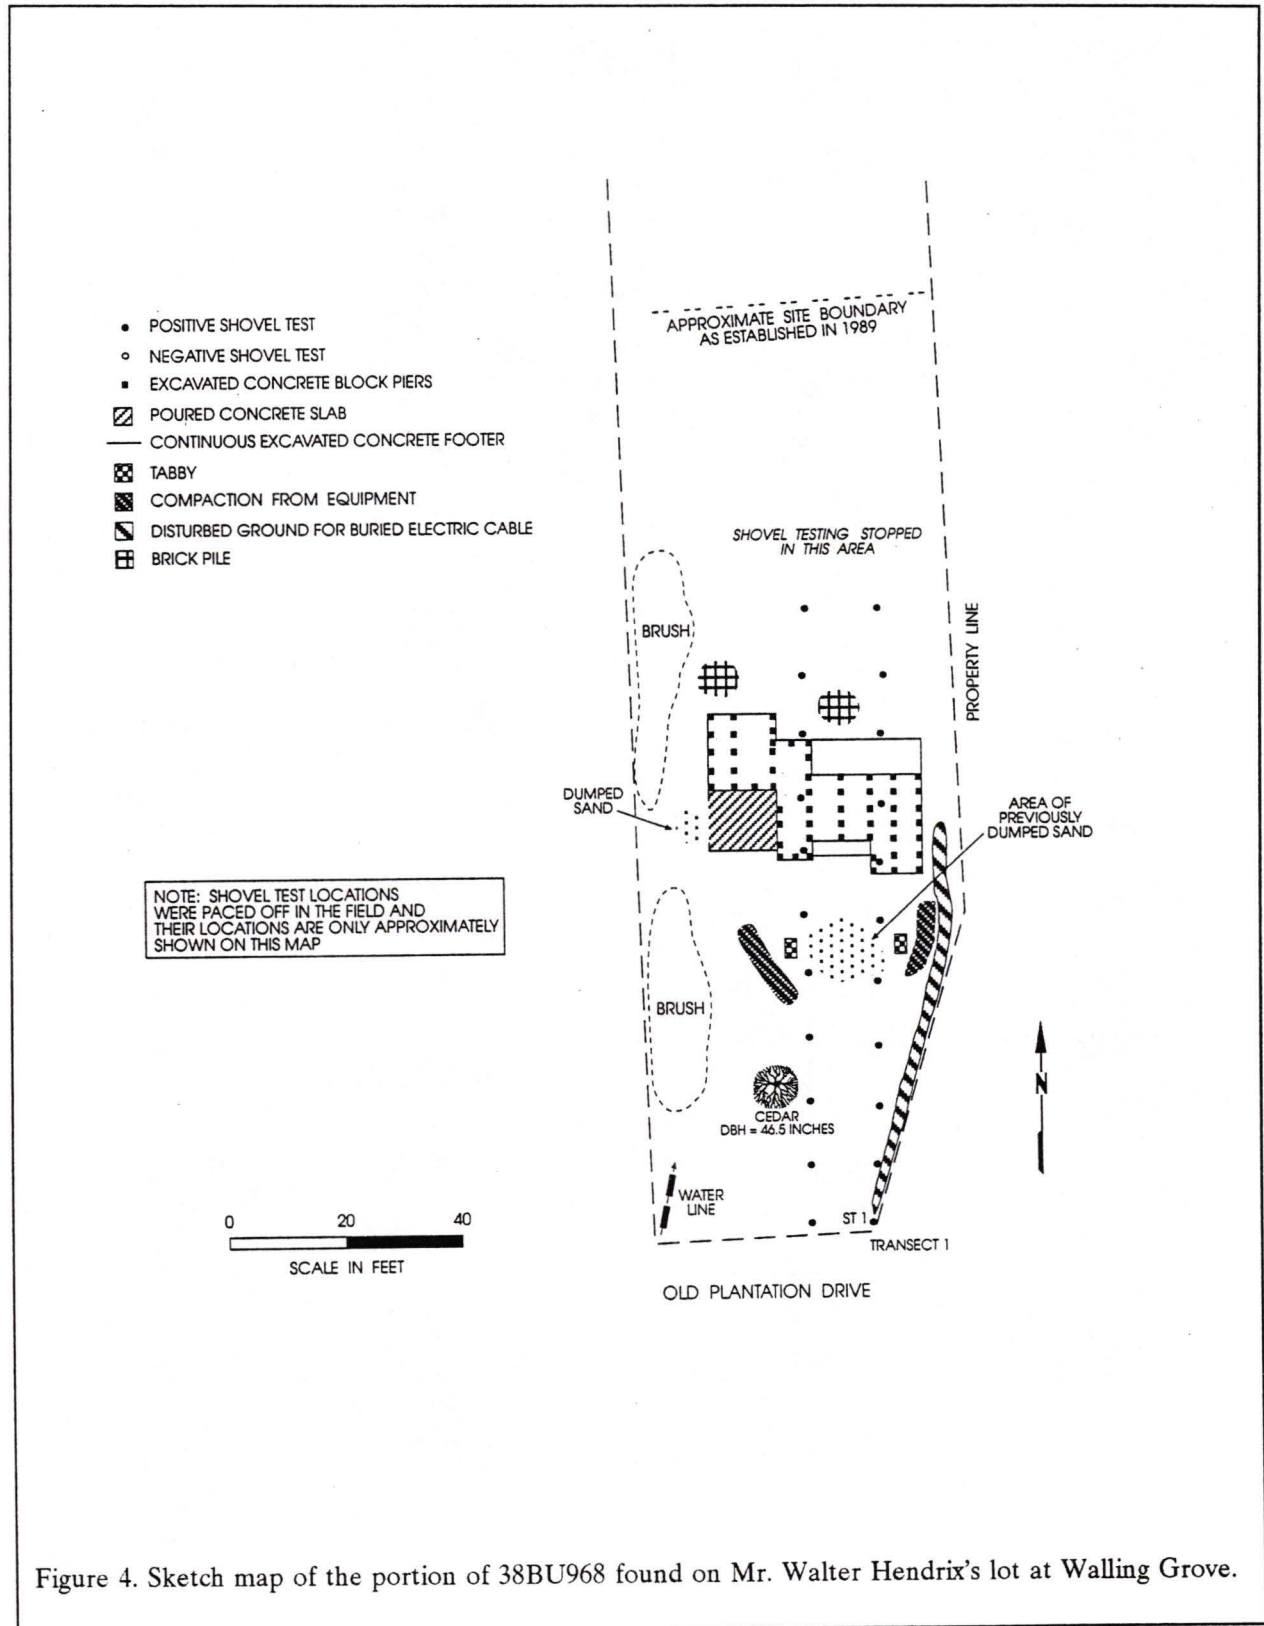 APPROXIMATE SITE BOUNDARY
AS ESTABLISHED IN 1989
POSITIVE SHOVEL TEST
NEGATIVE SHOVEL TEST
EXCAVATED CONCRETE BLOCK PIERS
POURED CONCRETE SLAB
CONTINUOUS EXCAVATED CONCRETE FOOTER
TABBY
COMPACTION FROM EQUIPMENT
DISTURBED GROUND FOR BURIED ELECTRIC CABLE
BRICK PILE
SHOVEL TESTING STOPPED
IN THIS AREA
BRUSH
PROPERTY LINE
DUMPED
SAND
AREA OF
PREVIOUSLY
DUMPED SAND
NOTE: SHOVEL TEST LOCATIONS
WERE PACED OFF IN THE FIELD AND
THEIR LOCATIONS ARE ONLY APPROXIMATELY
SHOWN ON THIS MAP
BRUSH
N
CEDAR
DBH = 46.5 INCHES
WATER
LINE
ST 1
TRANSECT 1
0 20 40
SCALE IN FEET
OLD PLANTATION DRIVE
Figure 4. Sketch map of the portion of 38BU968 found on Mr. Walter Hendrix's lot at Walling Grove.